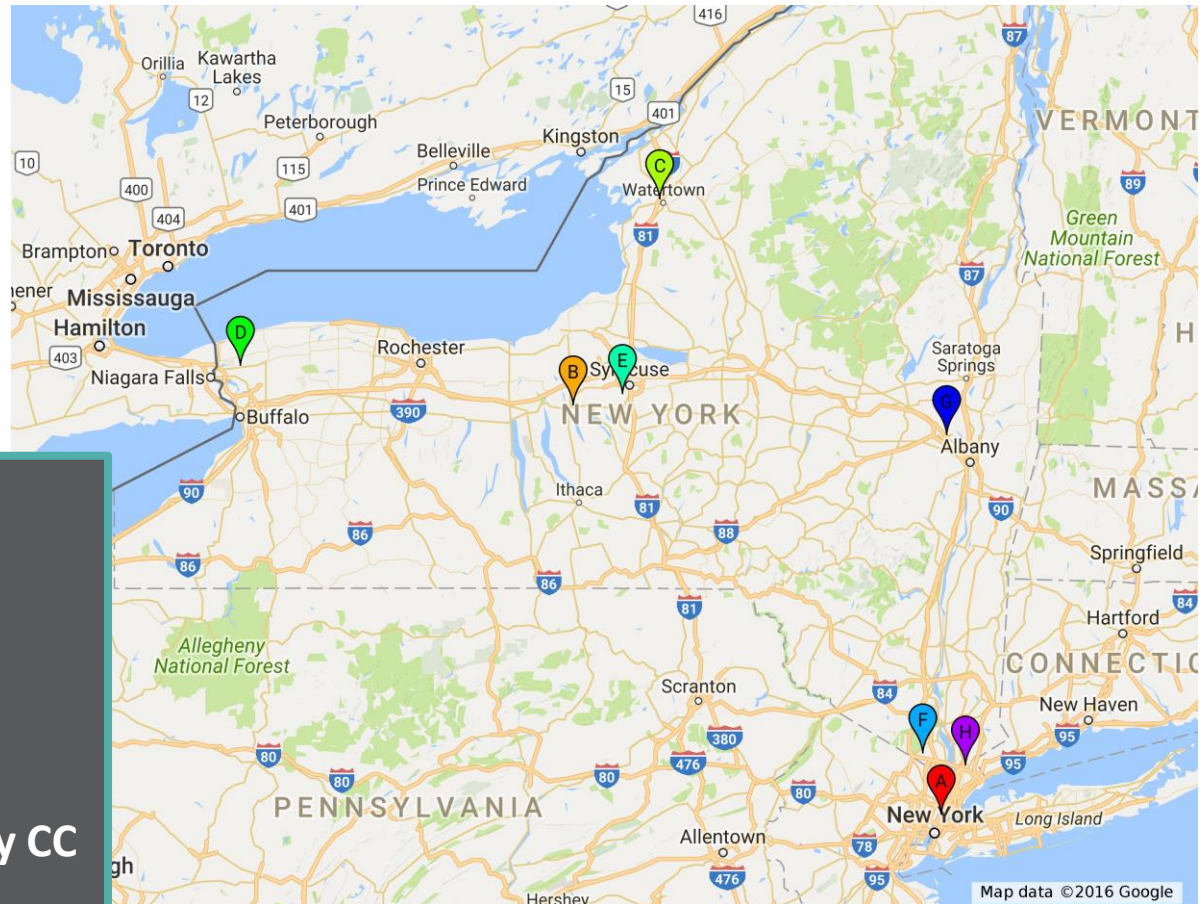 416
87
Orillia
Kawartha
Lakes
12
15
401
VERMONT
Peterborough
Kingston
10
115
Belleville
C
400
401
Prince Edward
Watertown
89
404
81
Green
Mountain
National Forest
Brampton
Toronto
87
ener
Mississauga
Hamilton
D
H
403
Rochester
E
Saratoga
Springs
Niagara Falls
B
Syracuse
G
390
NEW YORK
Buffalo
Albany
90
Ithaca
81
MASSA
90
86
88
86
86
Springfield
81
84
Hartford
Allegheny
National Forest
CONNECTIC
Scranton
84
New Haven
F
H
95
80
380
476
95
80
80
A
80
PENNSYLVANIA
New York
Long Island
y CC
Allentown
78
gh
476
95
Hershey
Map data ©2016 Google